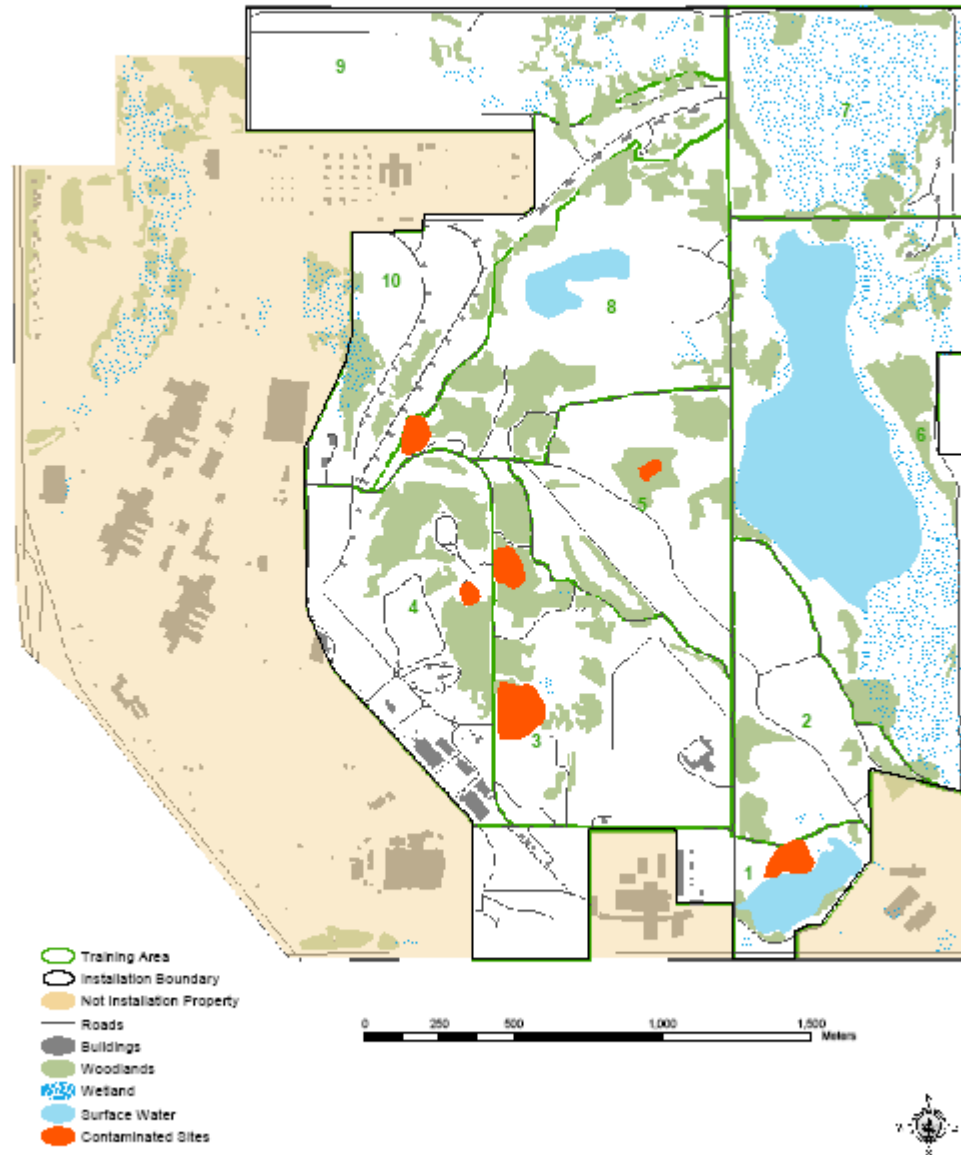 9
7
10
8
6
5
4
2
3
1
Training Area
Installation Boundary
Not Installation Property
Roads
Buildings
Woodlands
Wetland
Surface Water
Contaminated Sites
0 250 500 1,000 1,500
Meters